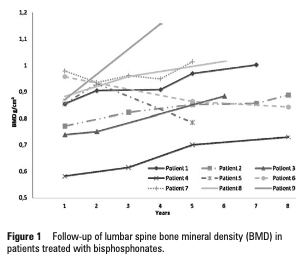 1,2
1,1
1
0,9
0,8
0,7
0,6
0,5
BMD g/cm³
1 2 3 4 5 6 7 8
Years
Patient 1 Patient 2 Patient 3
Patient 4 Patient 5 Patient 6
Patient 7 Patient 8 Patient 9
Figure 1 Follow-up of lumbar spine bone mineral density (BMD) in
patients treated with bisphosphonates.